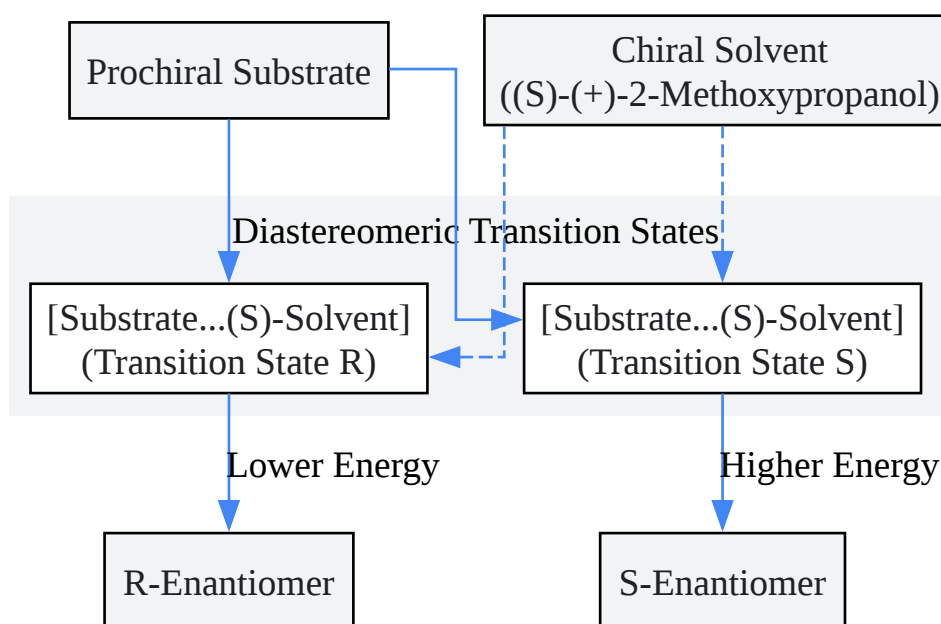 Prochiral Substrate
Chiral Solvent
((S)-(+)-2-Methoxypropanol)
Diastereomeric Transition States
[Substrate...(S)-Solvent]
(Transition State R)
[Substrate...(S)-Solvent]
(Transition State S)
Lower Energy
Higher Energy
R-Enantiomer
S-Enantiomer